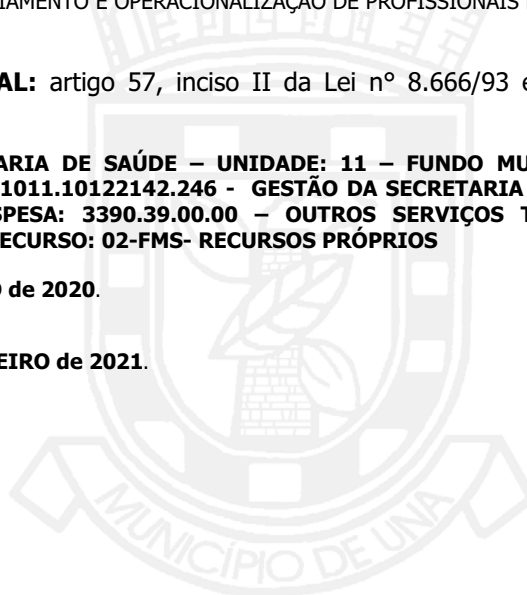 IAMENTO E OPERACIONALIZAÇÃO DE PROFISSIONAIS
AL: artigo 57, inciso II da Lei n° 8.666/93 e
ARIA DE SAÚDE – UNIDADE: 11 – FUNDO MU
1011.10122142.246 - GESTÃO DA SECRETARIA
SPESA: 3390.39.00.00 – OUTROS SERVIÇOS T
ECURSO: 02-FMS- RECURSOS PRÓPRIOS
de 2020.
EIRO de 2021.
MUNICÍPIO DE UNA